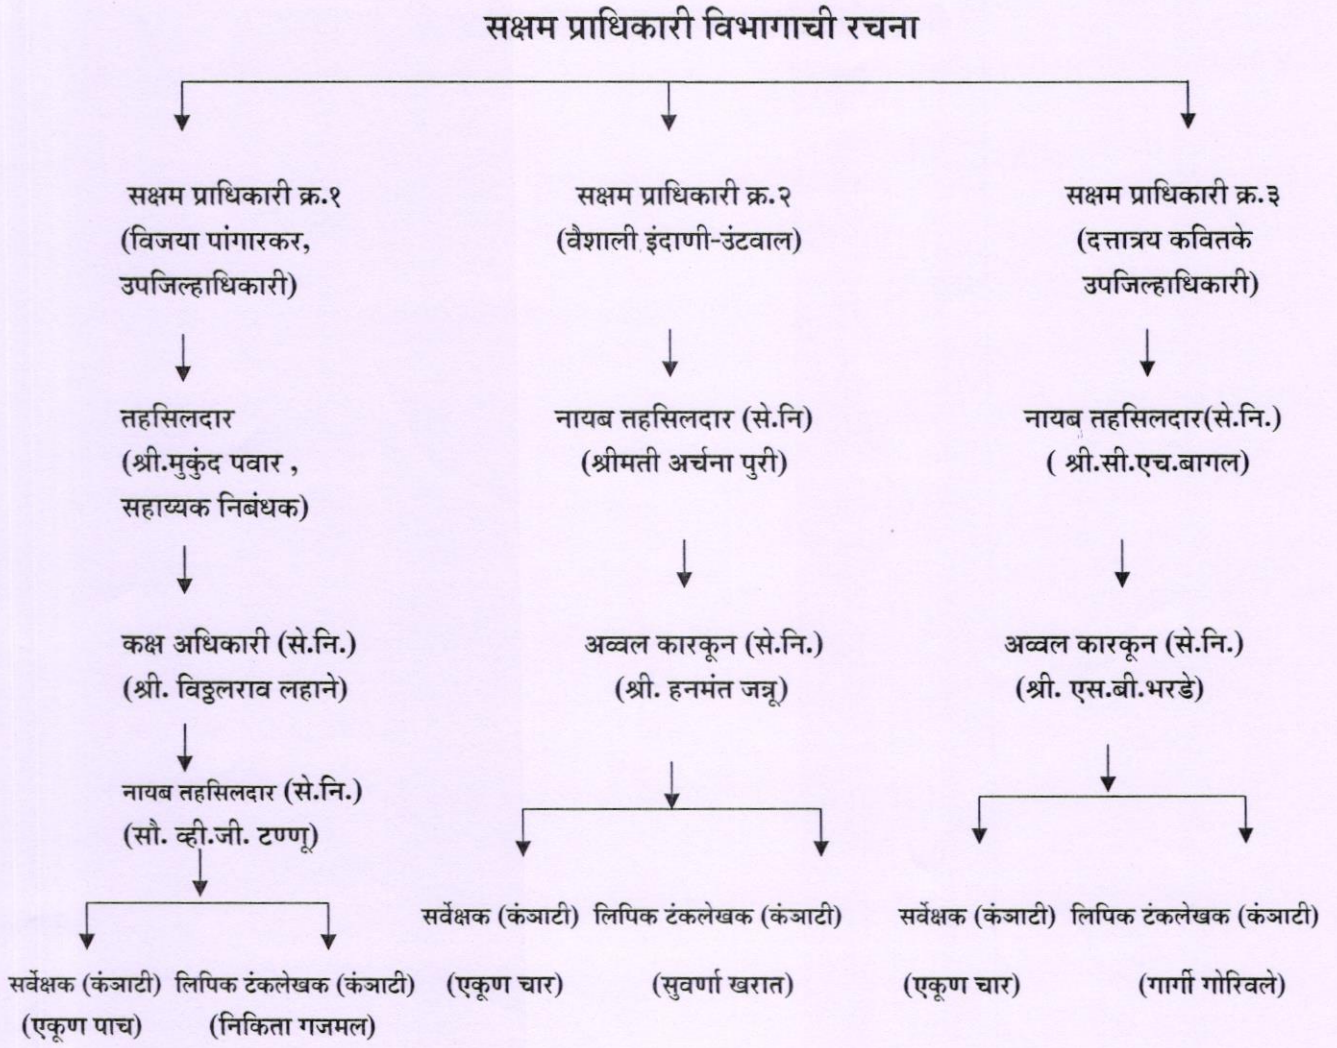 सक्षम प्राधिकारी विभागाची रचना
सक्षम प्राधिकारी क्र.१
(विजया पांगारकर,
उपजिल्हाधिकारी)
तहसिलदार
(श्री.मुकुंद पवार ,
सहाय्यक निबंधक)
कक्ष अधिकारी (से.नि.)
(श्री. विठ्ठलराव लहाने)
नायब तहसिलदार (से.नि.)
(सौ. व्ही.जी. टण्णू)
सर्वेक्षक (कंत्राटी)
(एकूण पाच)
लिपिक टंकलेखक (कंत्राटी)
(निकिता गजमल)
सक्षम प्राधिकारी क्र.२
(वैशाली इंदाणी-उंटवाल)
नायब तहसिलदार (से.नि)
(श्रीमती अर्चना पुरी)
अव्वल कारकून (से.नि.)
(श्री. हनमंत जन्नू)
सर्वेक्षक (कंत्राटी)
(एकूण चार)
लिपिक टंकलेखक (कंत्राटी)
(सुवर्णा खरात)
सक्षम प्राधिकारी क्र.३
(दत्तात्रय कवितके
उपजिल्हाधिकारी)
नायब तहसिलदार(से.नि.)
( श्री.सी.एच.बागल)
अव्वल कारकून (से.नि.)
(श्री. एस.बी.भरडे)
सर्वेक्षक (कंत्राटी)
(एकूण चार)
लिपिक टंकलेखक (कंत्राटी)
(गार्गी गोरिवले)